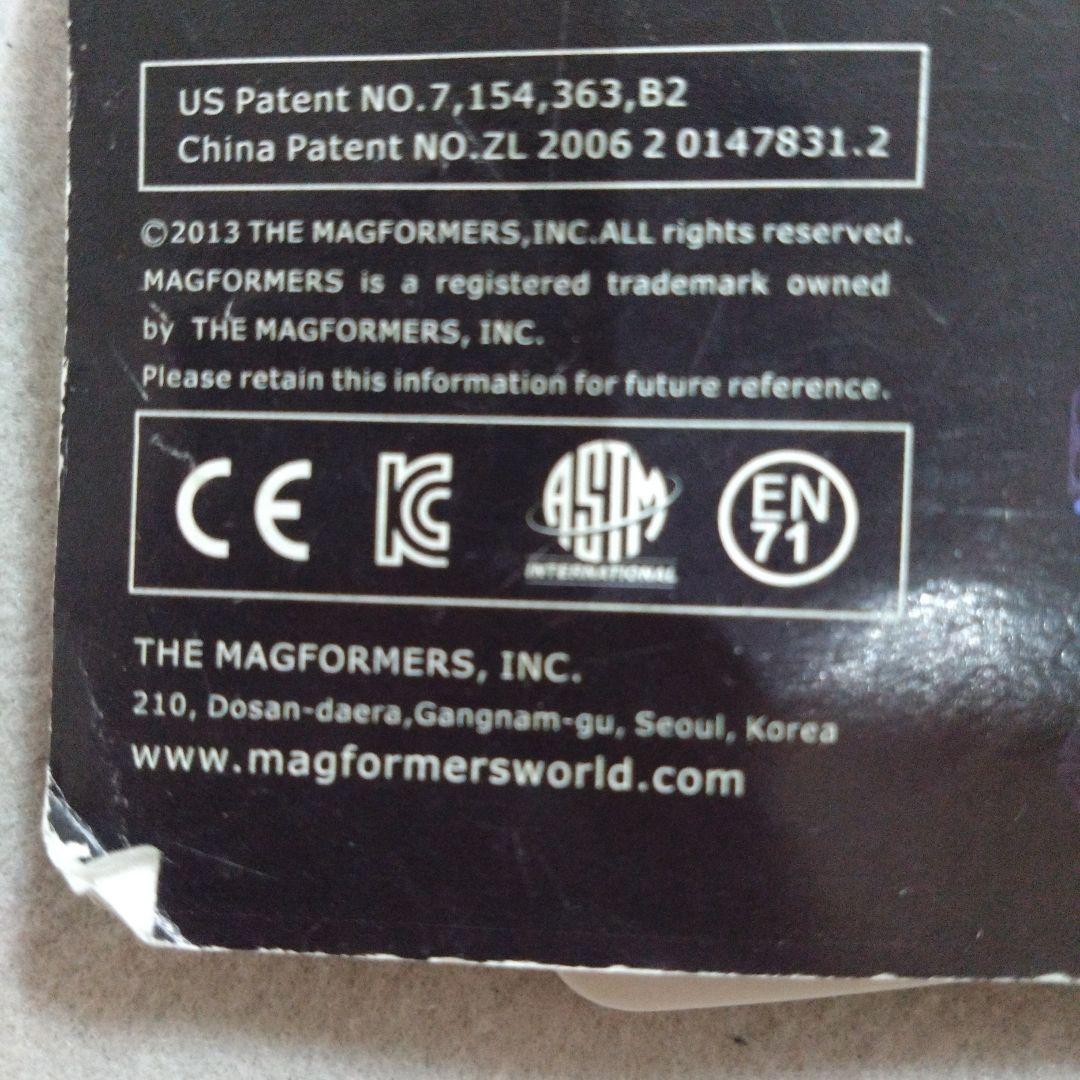 US Patent NO.7,154,363,B2
China Patent NO.ZL 2006 2 0147831.2
©2013 THE MAGFORMERS,INC.ALL rights reserved.
MAGFORMERS is a registered trademark owned
by THE MAGFORMERS, INC.
Please retain this information for future reference.
CE KC ASTM EN
INTERNATIONAL 71
THE MAGFORMERS, INC.
210, Dosan-daera,Gangnam-gu, Seoul, Korea
www.magformersworld.com